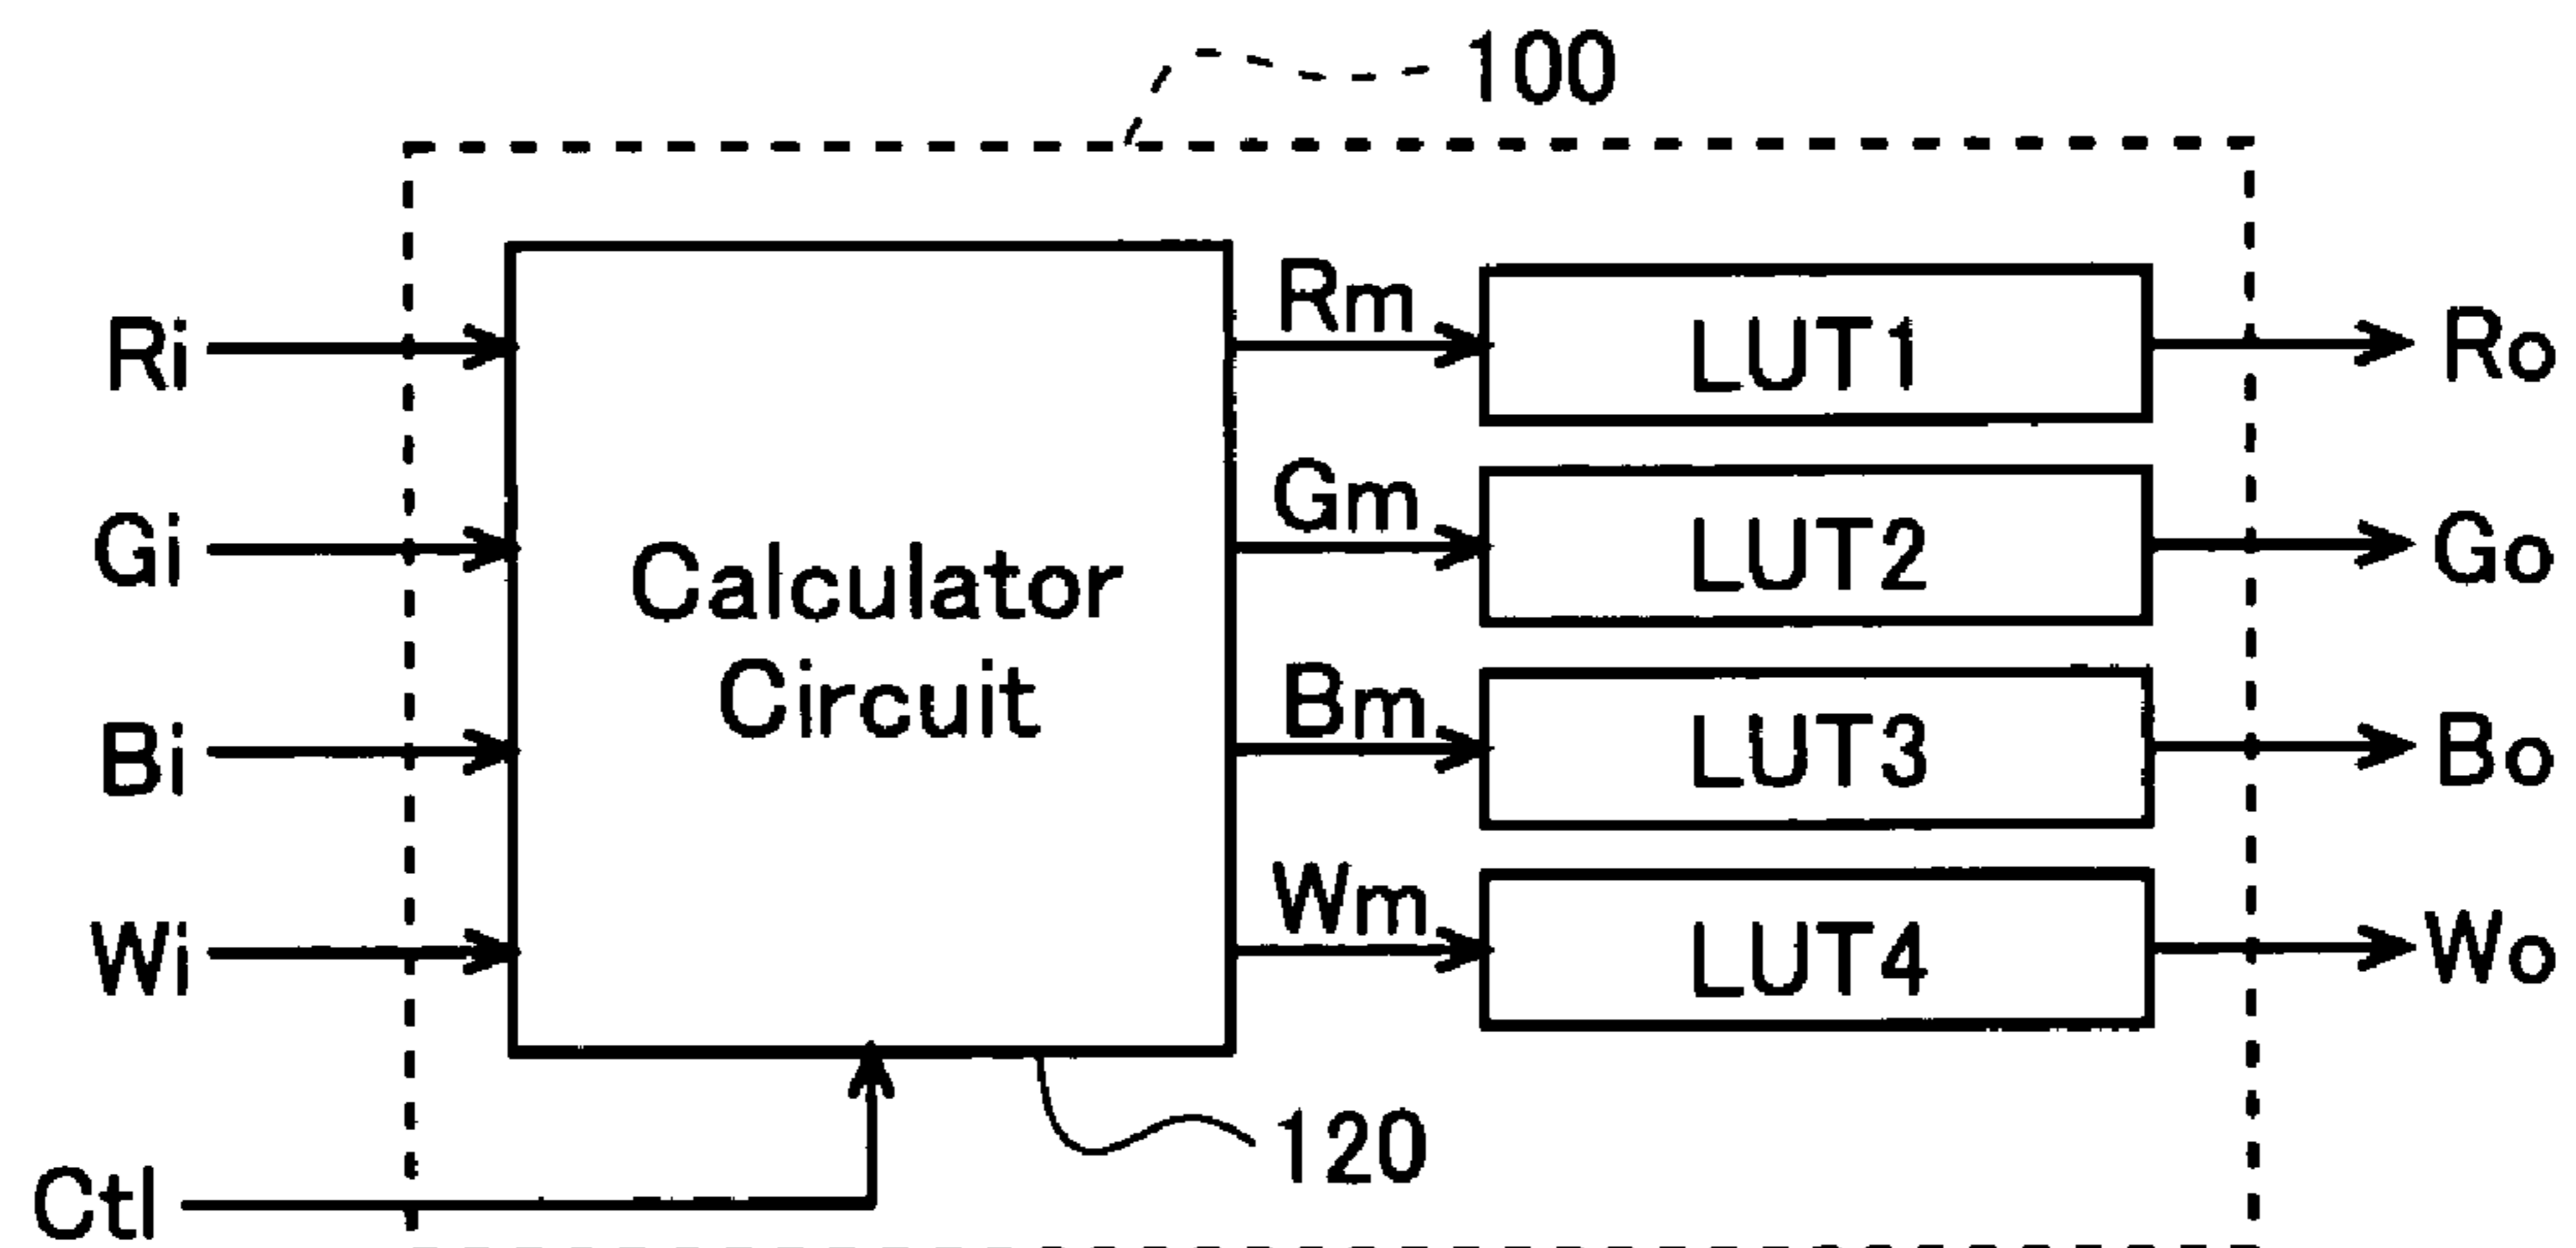 100
Ri
Rm
LUT1
Ro
Gi
Gm
LUT2
Go
Calculator
Circuit
Bi
Bm
LUT3
Bo
Wi
Wm
LUT4
Wo
120
Ctl